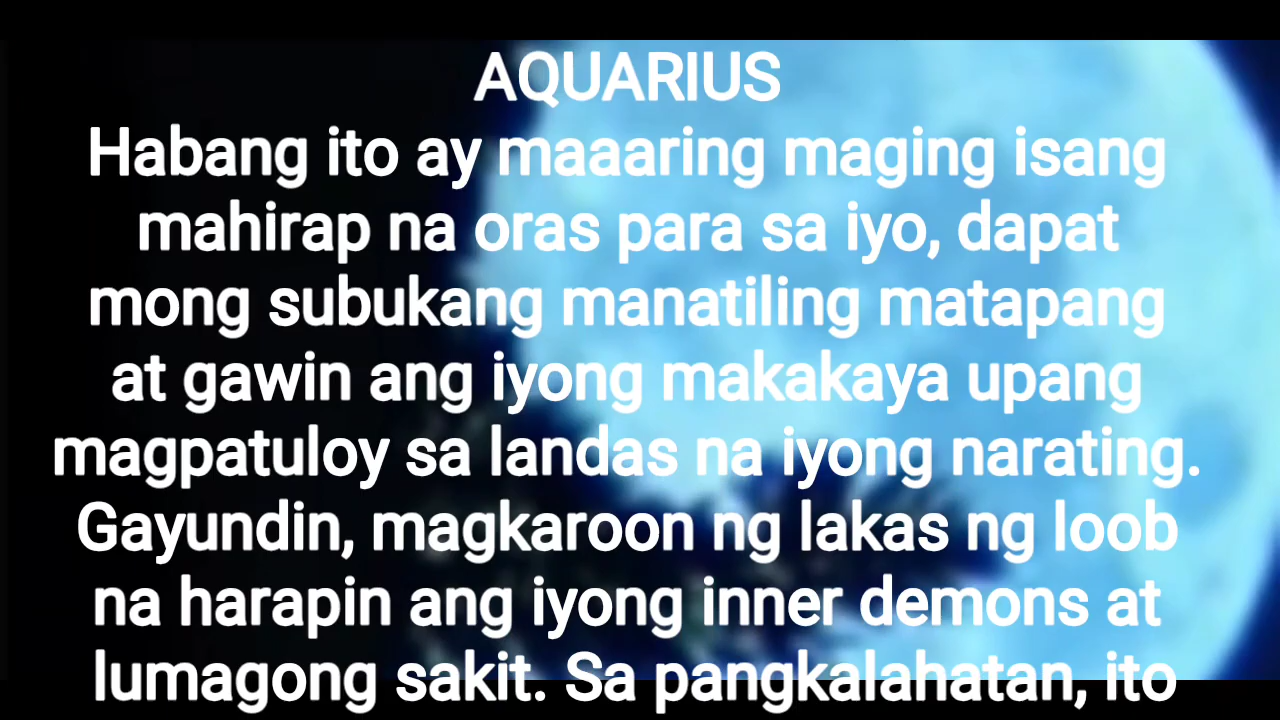 AQUARIUS
Habang ito ay maaaring maging isang
mahirap na oras para sa iyo, dapat
mong subukang manatiling matapang
at gawin ang iyong makakaya upang
magpatuloy sa landas na iyong narating.
Gayundin, magkaroon ng lakas ng loob
na harapin ang iyong inner demons at
lumagong sakit. Sa pangkalahatan, ito